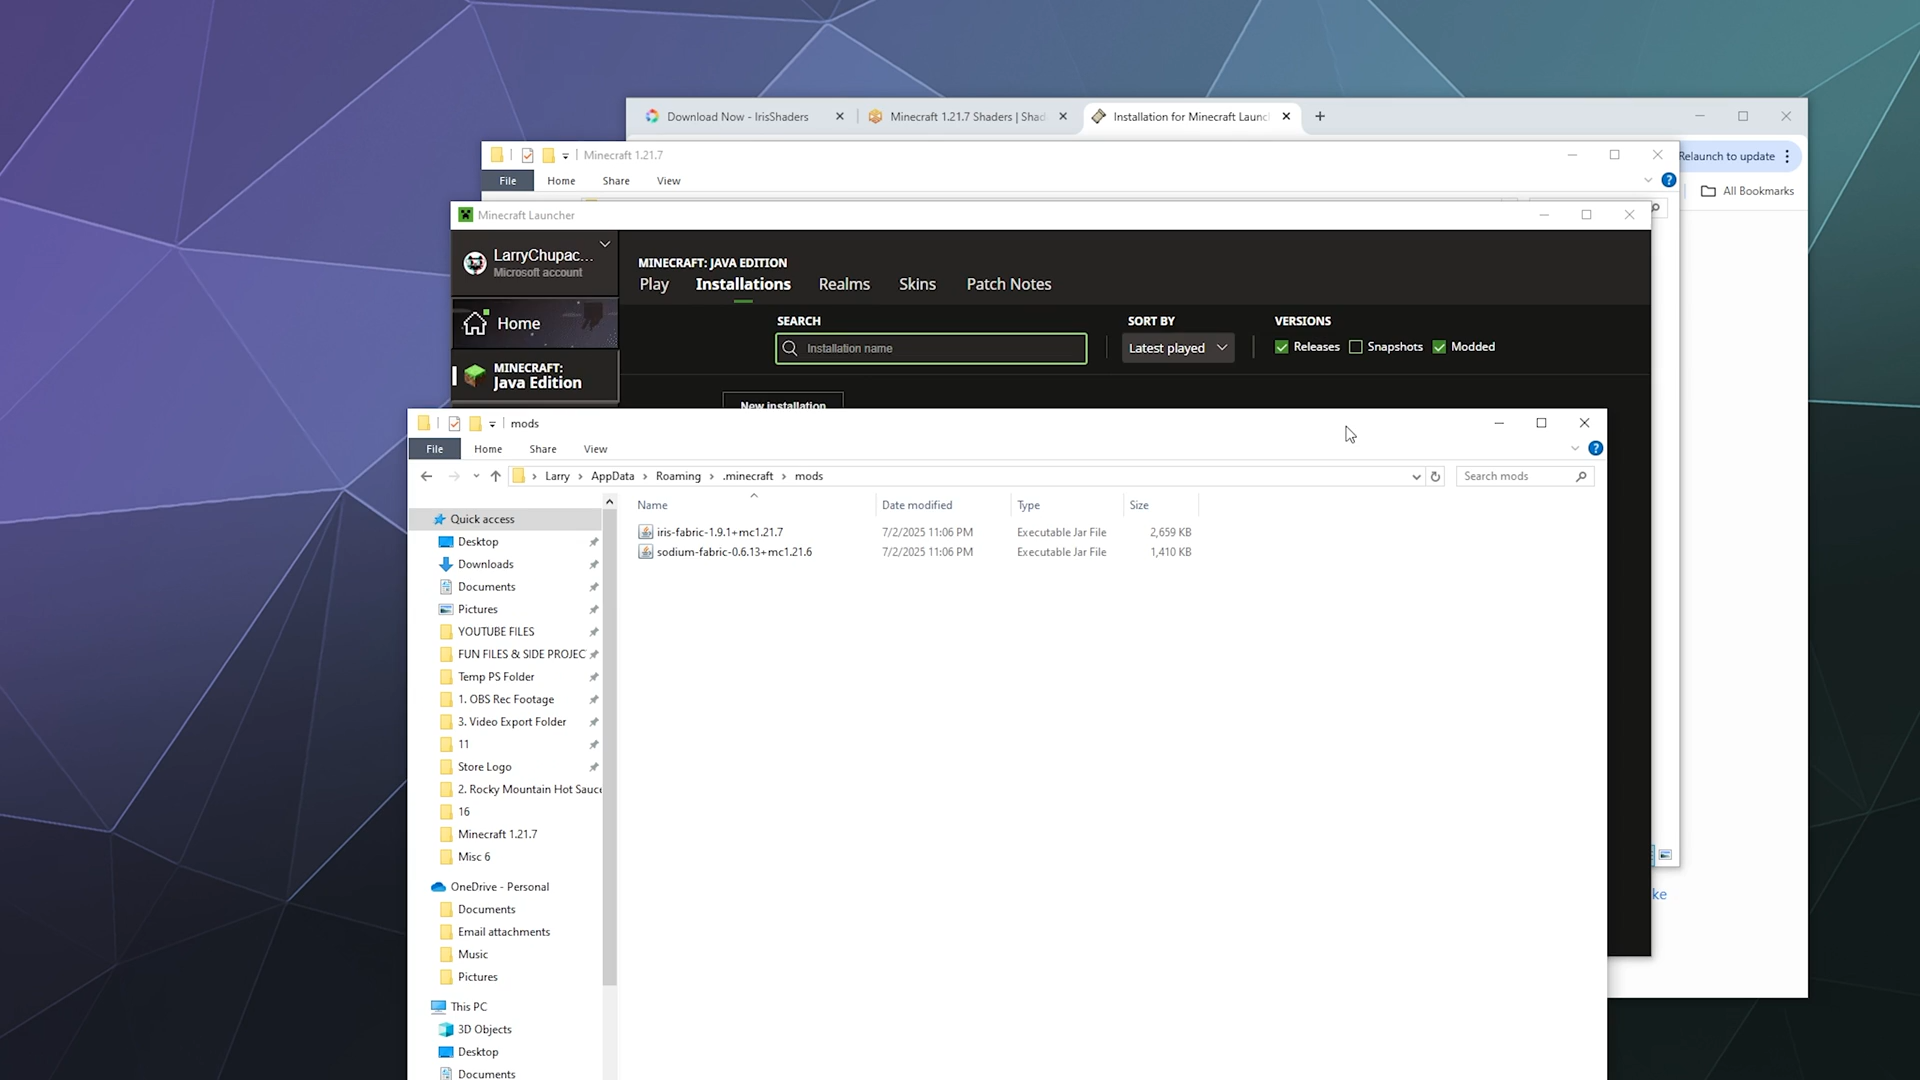 Download Now - IrisShaders
Minecraft 1.21.7 Shaders | Shad
Installation for Minecraft Launc
Minecraft 1.21.7
Relaunch to update
File Home Share View
All Bookmarks
Minecraft Launcher
LarryChupac...
Microsoft account
MINECRAFT: JAVA EDITION
Play Installations Realms Skins Patch Notes
Home
SEARCH
SORT BY
VERSIONS
Installation name
Latest played
Releases Snapshots Modded
MINECRAFT:
Java Edition
New installation
mods
File Home Share View
Larry > AppData > Roaming > .minecraft > mods
Search mods
Name Date modified Type Size
iris-fabric-1.9.1+mc1.21.7 7/2/2025 11:06 PM Executable Jar File 2,659 KB
sodium-fabric-0.6.13+mc1.21.6 7/2/2025 11:06 PM Executable Jar File 1,410 KB
Quick access
Desktop
Downloads
Documents
Pictures
YOUTUBE FILES
FUN FILES & SIDE PROJEC
Temp PS Folder
1. OBS Rec Footage
3. Video Export Folder
11
Store Logo
2. Rocky Mountain Hot Sauce
16
Minecraft 1.21.7
Misc 6
OneDrive - Personal
Documents
Email attachments
Music
Pictures
This PC
3D Objects
Desktop
Documents
ke